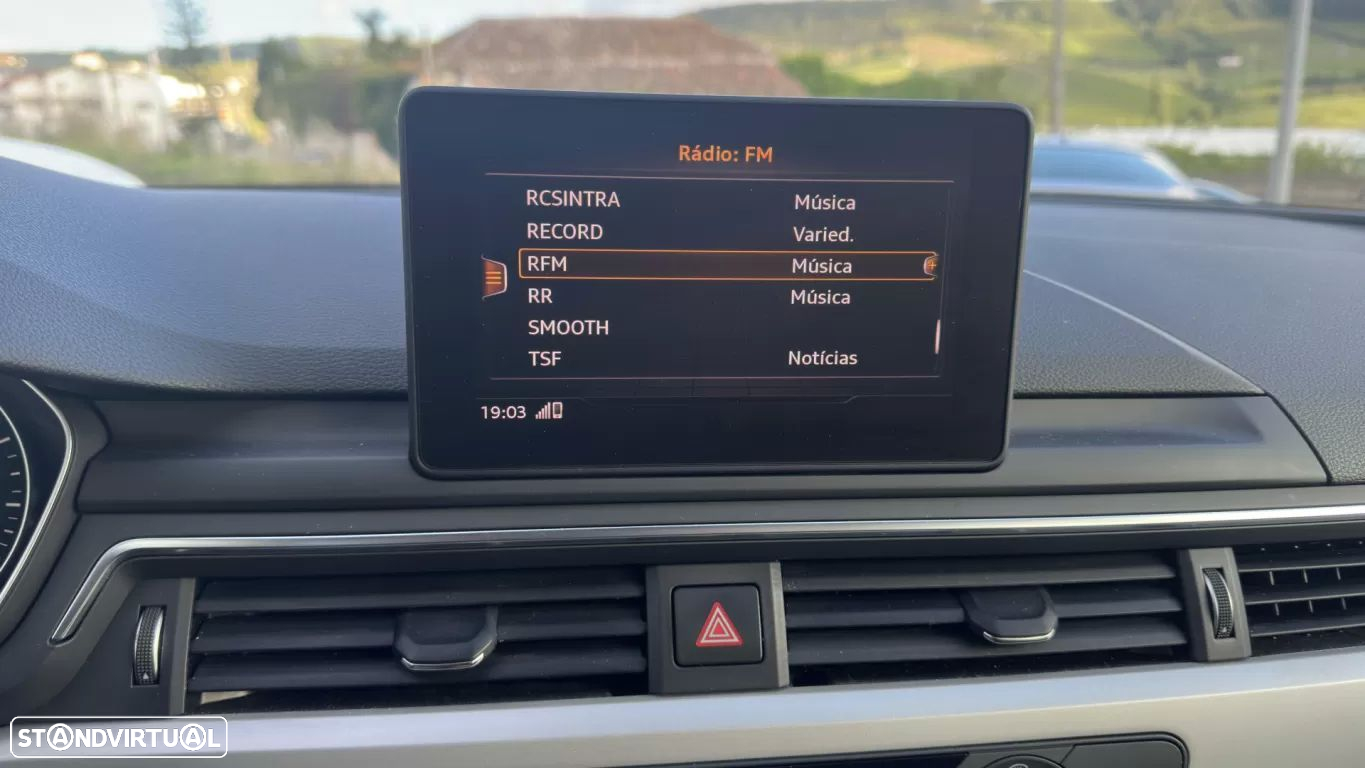 Rádio: FM
RCSINTRA Música
RECORD Varied.
RFM Música
RR Música
SMOOTH
TSF Notícias
19:03
STANDVIRTUAL